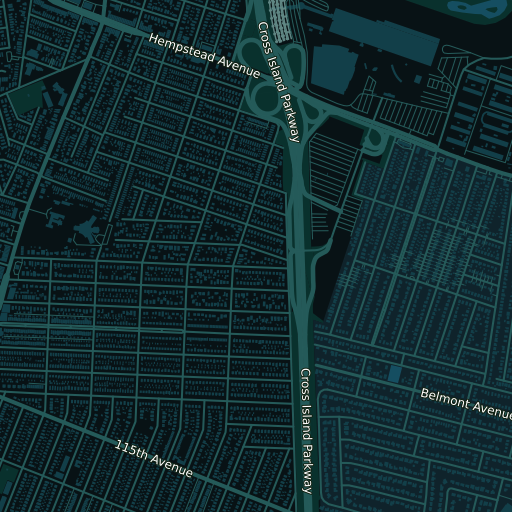 Hempstead Avenue
Cross Island Parkway
Cross Island Parkway
Belmont Avenue
115th Avenue